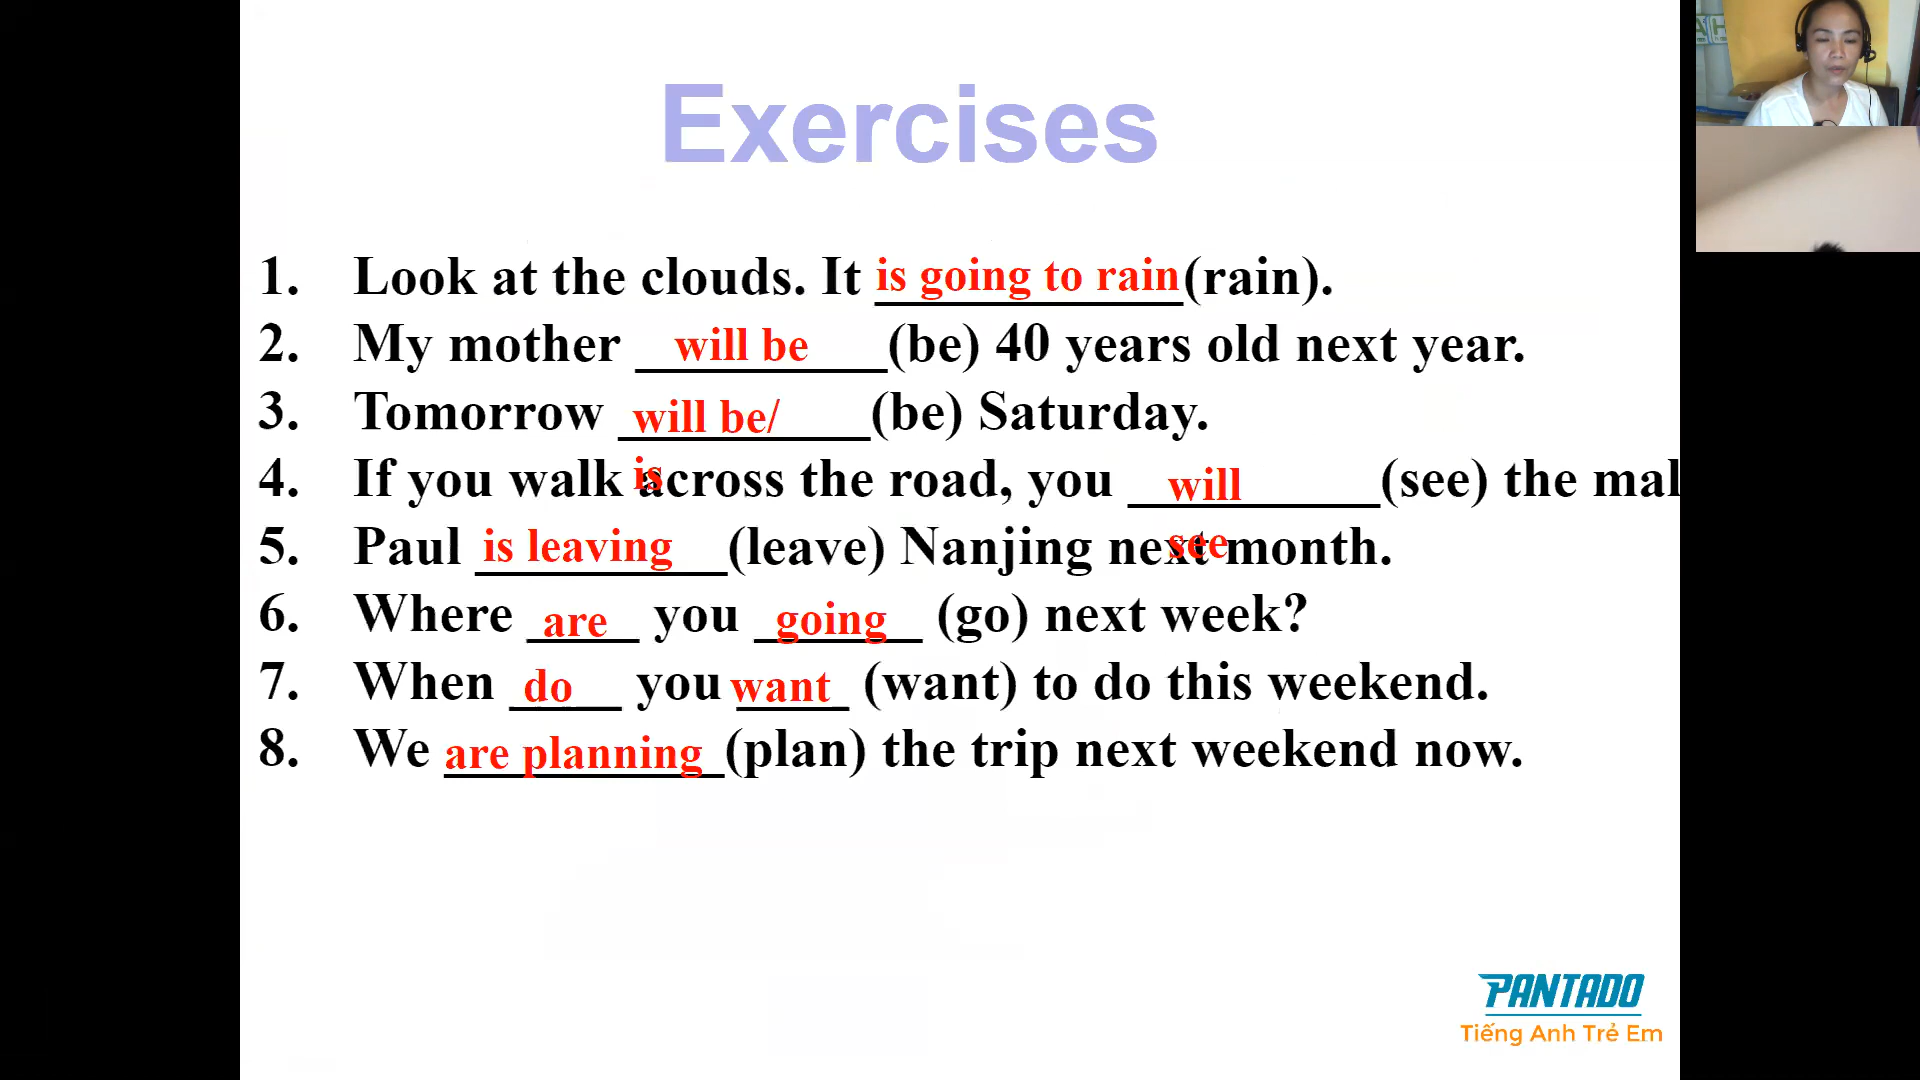 Exercises
1. Look at the clouds. It is going to rain (rain).
2. My mother will be (be) 40 years old next year.
3. Tomorrow will be/ is (be) Saturday.
4. If you walk across the road, you will see (see) the mal
5. Paul is leaving (leave) Nanjing next month.
6. Where are you going (go) next week?
7. When do you want (want) to do this weekend.
8. We are planning (plan) the trip next weekend now.
PANTADO
Tiếng Anh Trẻ Em